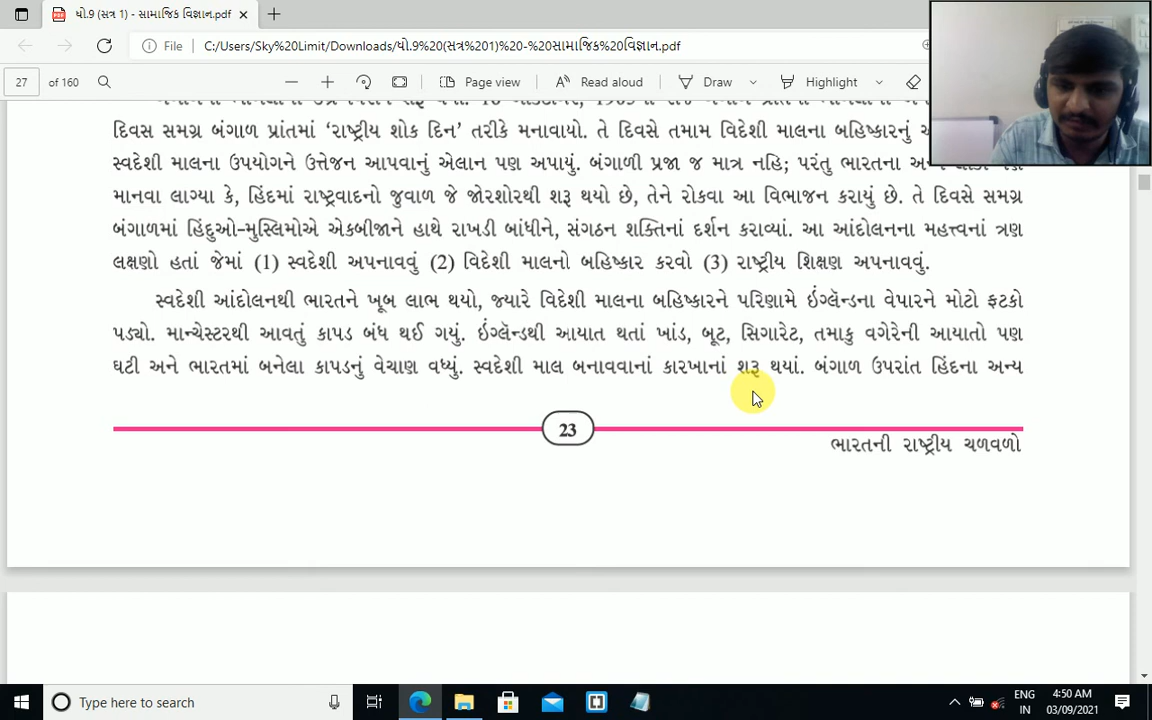 ધો.9 (સત્ર 1) - સામાજિક વિજ્ઞાન.pdf
File C:/Users/Sky%20Limit/Downloads/ધો.9%20(સત્ર%201)%20-%20સામાજિક%20વિજ્ઞાન.pdf
27 of 160 Page view Read aloud Draw Highlight
દિવસ સમગ્ર બંગાળ પ્રાંતમાં ‘રાષ્ટ્રીય શોક દિન’ તરીકે મનાવાયો. તે દિવસે તમામ વિદેશી માલના બહિષ્કારનું
સ્વદેશી માલના ઉપયોગને ઉત્તેજન આપવાનું એલાન પણ અપાયું. બંગાળી પ્રજા જ માત્ર નહિ; પરંતુ ભારતના
માનવા લાગ્યા કે, હિંદમાં રાષ્ટ્રવાદનો જુવાળ જે જોરશોરથી શરૂ થયો છે, તેને રોકવા આ વિભાજન કરાયું છે. તે દિવસે સમગ્ર
બંગાળમાં હિંદુઓ-મુસ્લિમોએ એકબીજાને હાથે રાખડી બાંધીને, સંગઠન શક્તિનાં દર્શન કરાવ્યાં. આ આંદોલનના મહત્ત્વનાં ત્રણ
લક્ષણો હતાં જેમાં (1) સ્વદેશી અપનાવવું (2) વિદેશી માલનો બહિષ્કાર કરવો (3) રાષ્ટ્રીય શિક્ષણ અપનાવવું.
સ્વદેશી આંદોલનથી ભારતને ખૂબ લાભ થયો, જ્યારે વિદેશી માલના બહિષ્કારને પરિણામે ઇંગ્લૅન્ડના વેપારને મોટો ફટકો
પડ્યો. માન્ચેસ્ટરથી આવતું કાપડ બંધ થઈ ગયું. ઇંગ્લૅન્ડથી આયાત થતાં ખાંડ, બૂટ, સિગારેટ, તમાકુ વગેરેની આયાતો પણ
ઘટી અને ભારતમાં બનેલા કાપડનું વેચાણ વધ્યું. સ્વદેશી માલ બનાવવાનાં કારખાનાં શરૂ થયાં. બંગાળ ઉપરાંત હિંદના અન્ય
23
ભારતની રાષ્ટ્રીય ચળવળો
Type here to search
ENG
IN
4:50 AM
03/09/2021